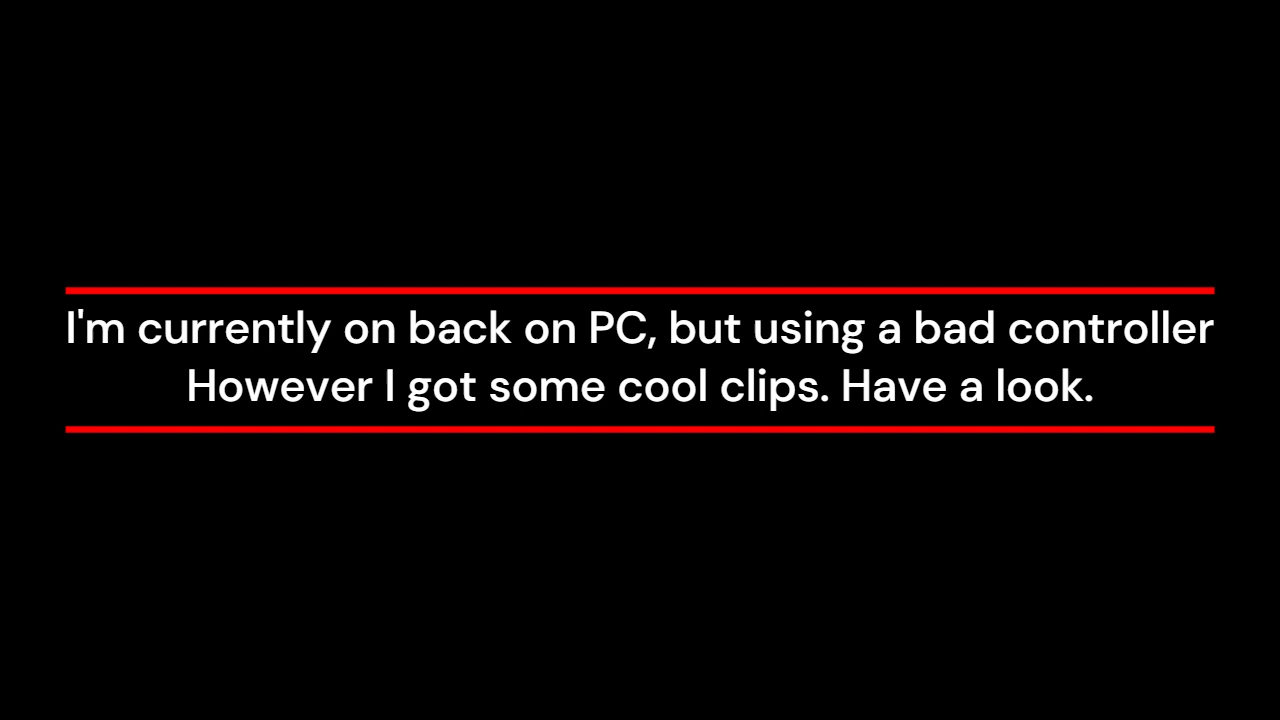 I'm currently on back on PC, but using a bad controller
However I got some cool clips. Have a look.